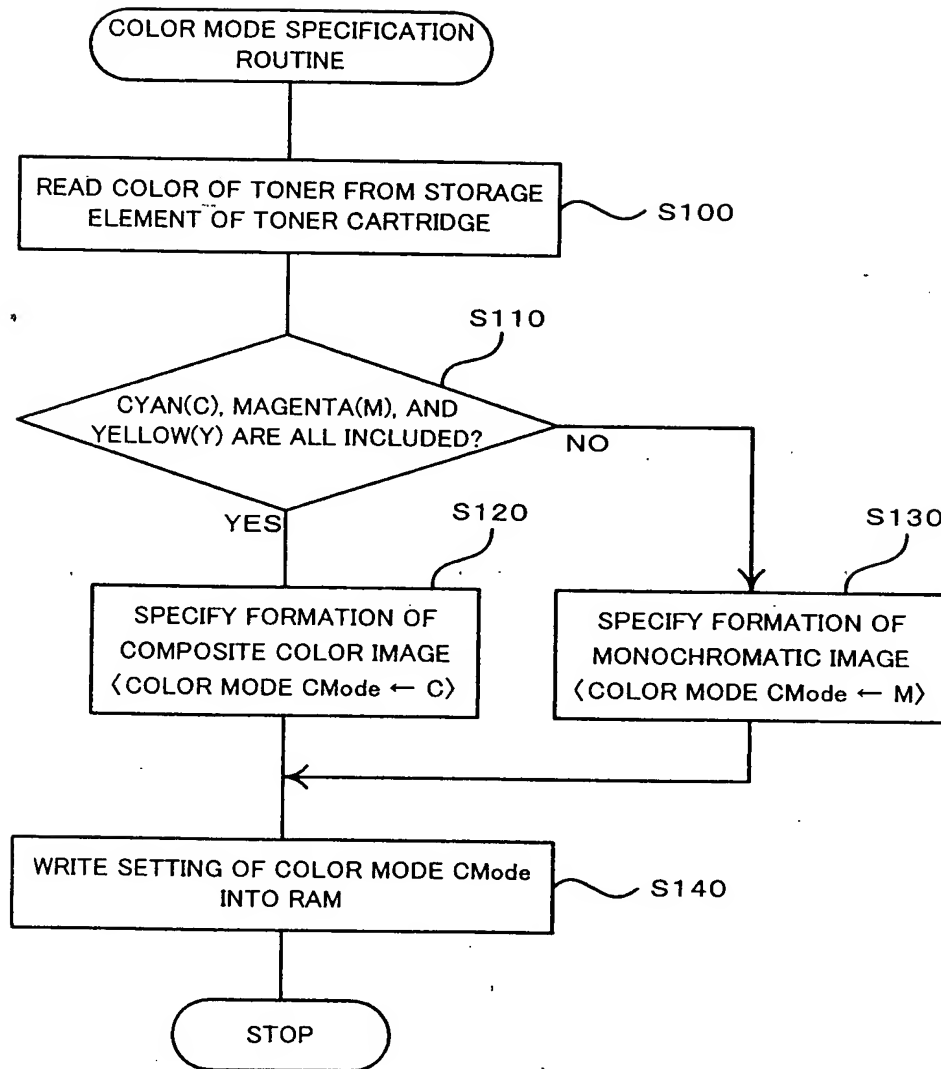 COLOR MODE SPECIFICATION
ROUTINE
READ COLOR OF TONER FROM STORAGE
ELEMENT OF TONER CARTRIDGE
S100
S110
CYAN(C), MAGENTA(M), AND
YELLOW(Y) ARE ALL INCLUDED?
NO
YES
S120
S130
SPECIFY FORMATION OF
COMPOSITE COLOR IMAGE
〈COLOR MODE CMode ← C〉
SPECIFY FORMATION OF
MONOCHROMATIC IMAGE
〈COLOR MODE CMode ← M〉
WRITE SETTING OF COLOR MODE CMode
INTO RAM
S140
STOP